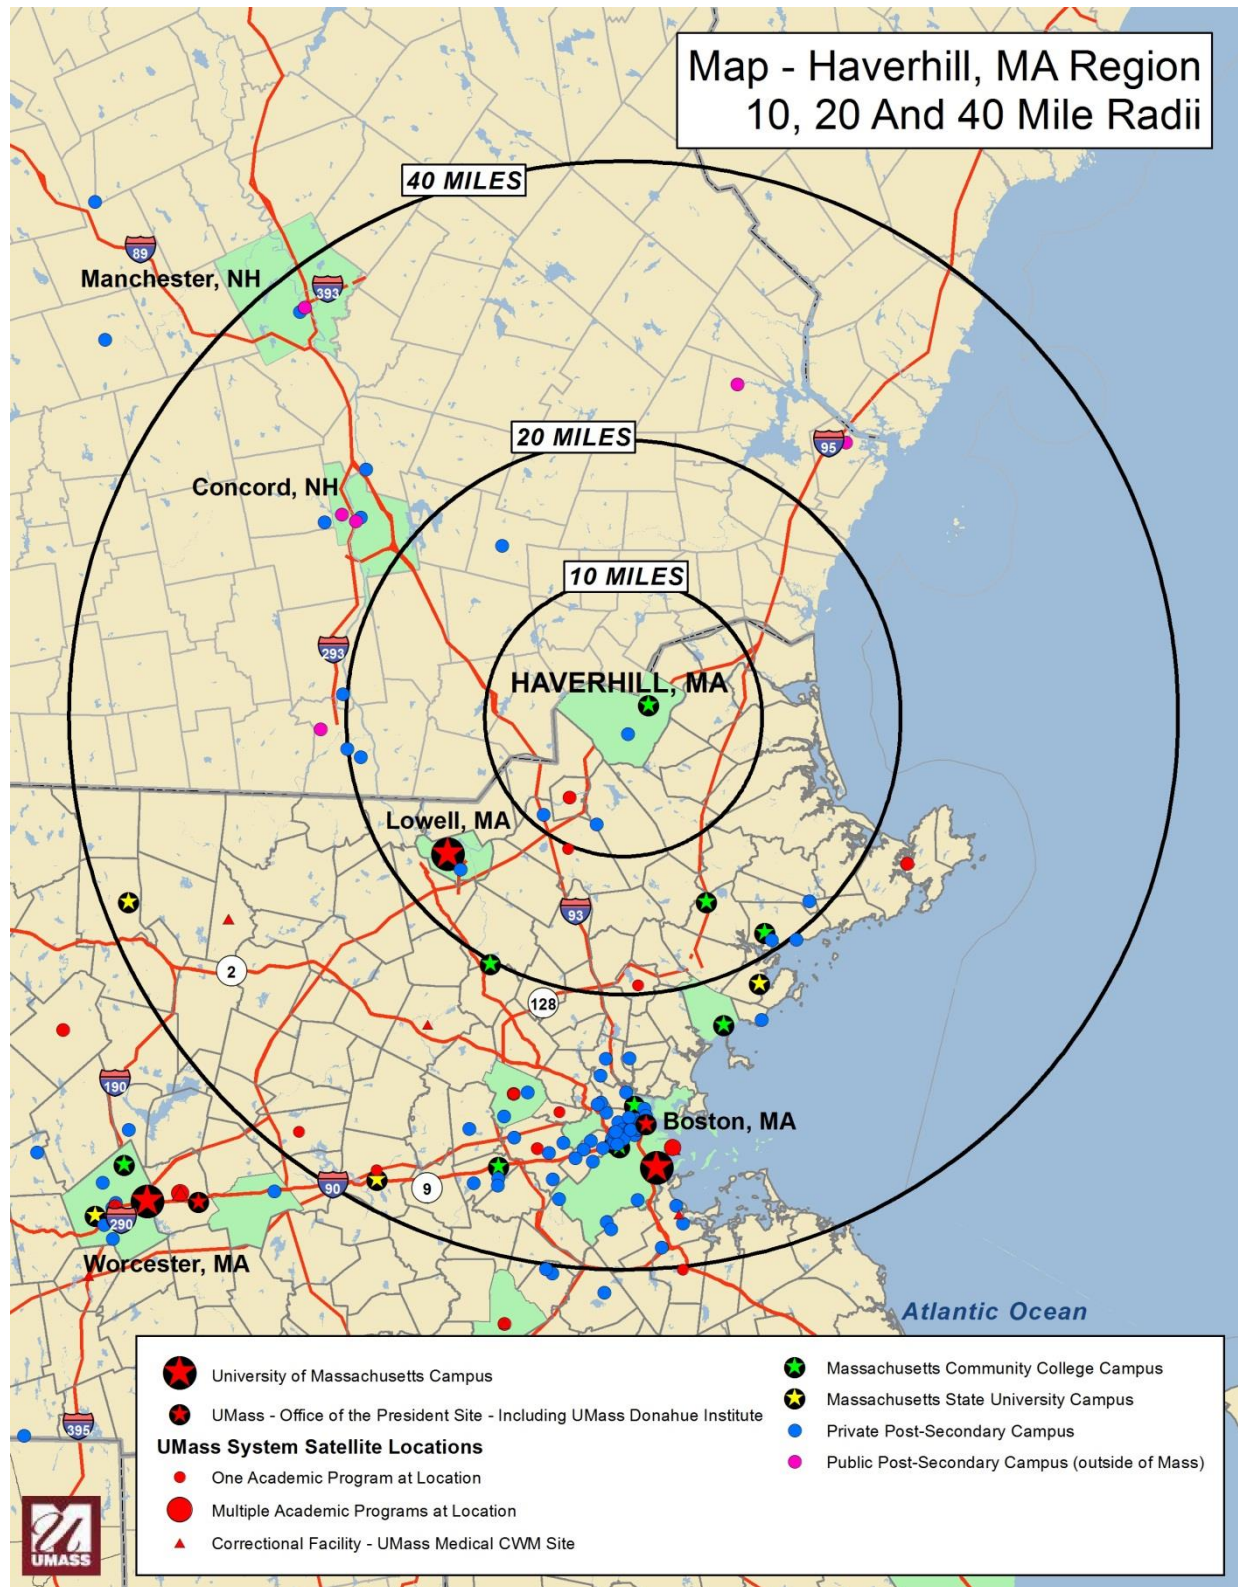 Map - Haverhill, MA Region
10, 20 And 40 Mile Radii
40 MILES
89
Manchester, NH
393
20 MILES
95
Concord, NH
10 MILES
293
HAVERHILL, MA
Lowell, MA
93
2
128
190
Boston, MA
90
9
290
Worcester, MA
Atlantic Ocean
University of Massachusetts Campus
UMass - Office of the President Site - Including UMass Donahue Institute
UMass System Satellite Locations
One Academic Program at Location
Multiple Academic Programs at Location
Correctional Facility - UMass Medical CWM Site
Massachusetts Community College Campus
Massachusetts State University Campus
Private Post-Secondary Campus
Public Post-Secondary Campus (outside of Mass)
395
UMASS